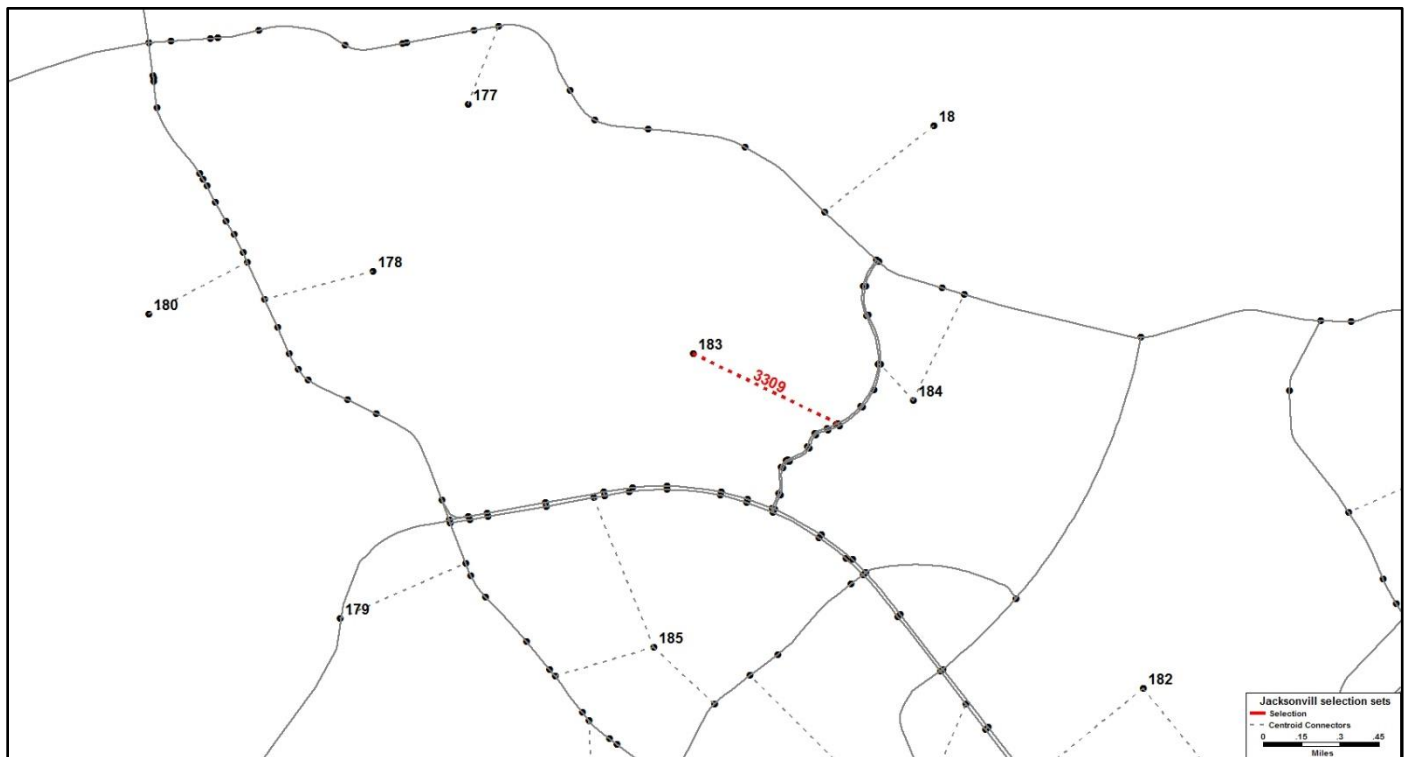 177
18
178
180
183
3309
184
179
185
182
Jacksonvill selection sets
Selection
Centroid Connectors
0 .15 .3 .45
Miles